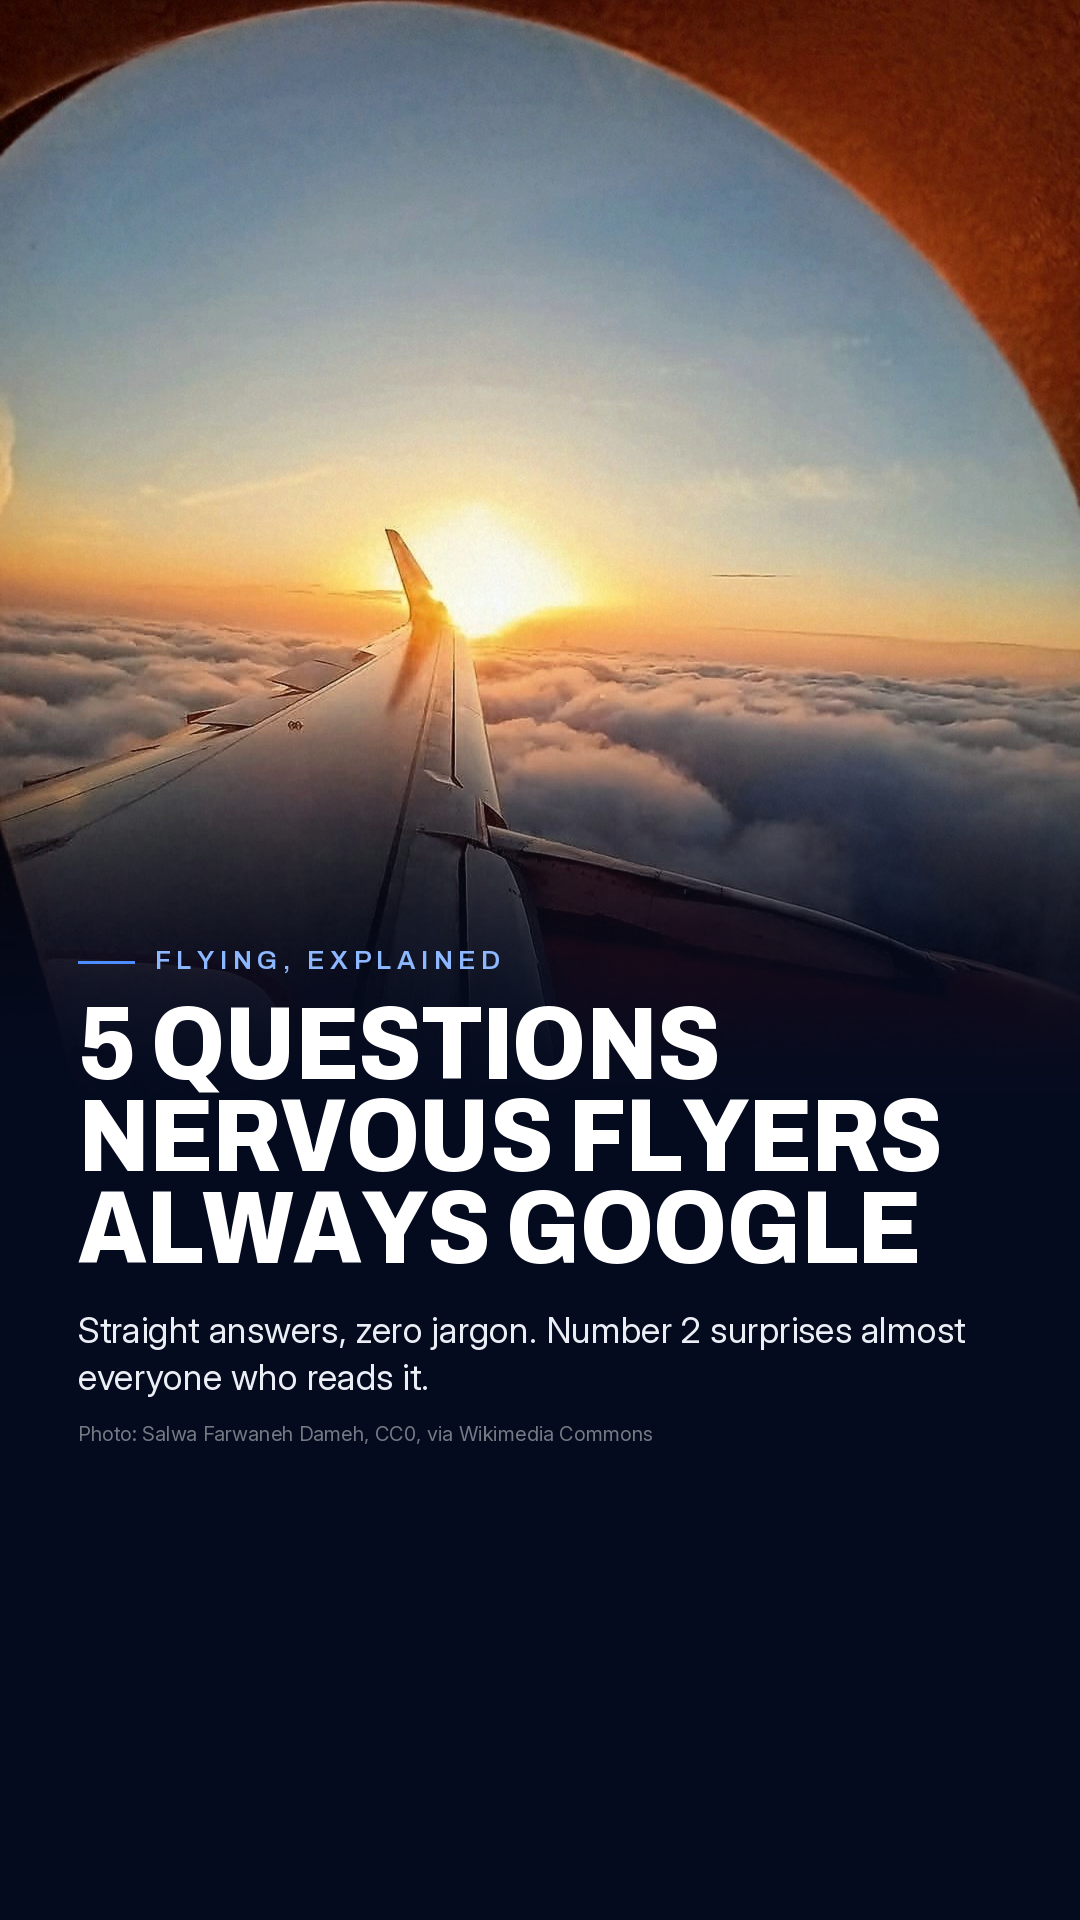 FLYING, EXPLAINED
5 QUESTIONS
NERVOUS FLYERS
ALWAYS GOOGLE
Straight answers, zero jargon. Number 2 surprises almost
everyone who reads it.
Photo: Salwa Farwaneh Dameh, CC0, via Wikimedia Commons